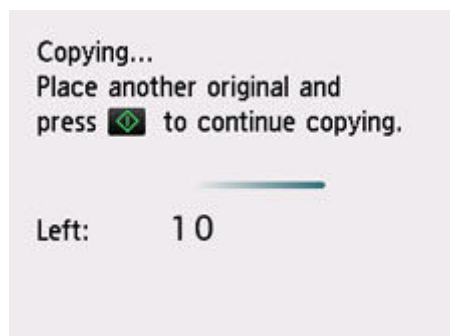 Copying...
Place another original and
press to continue copying.
Left: 10